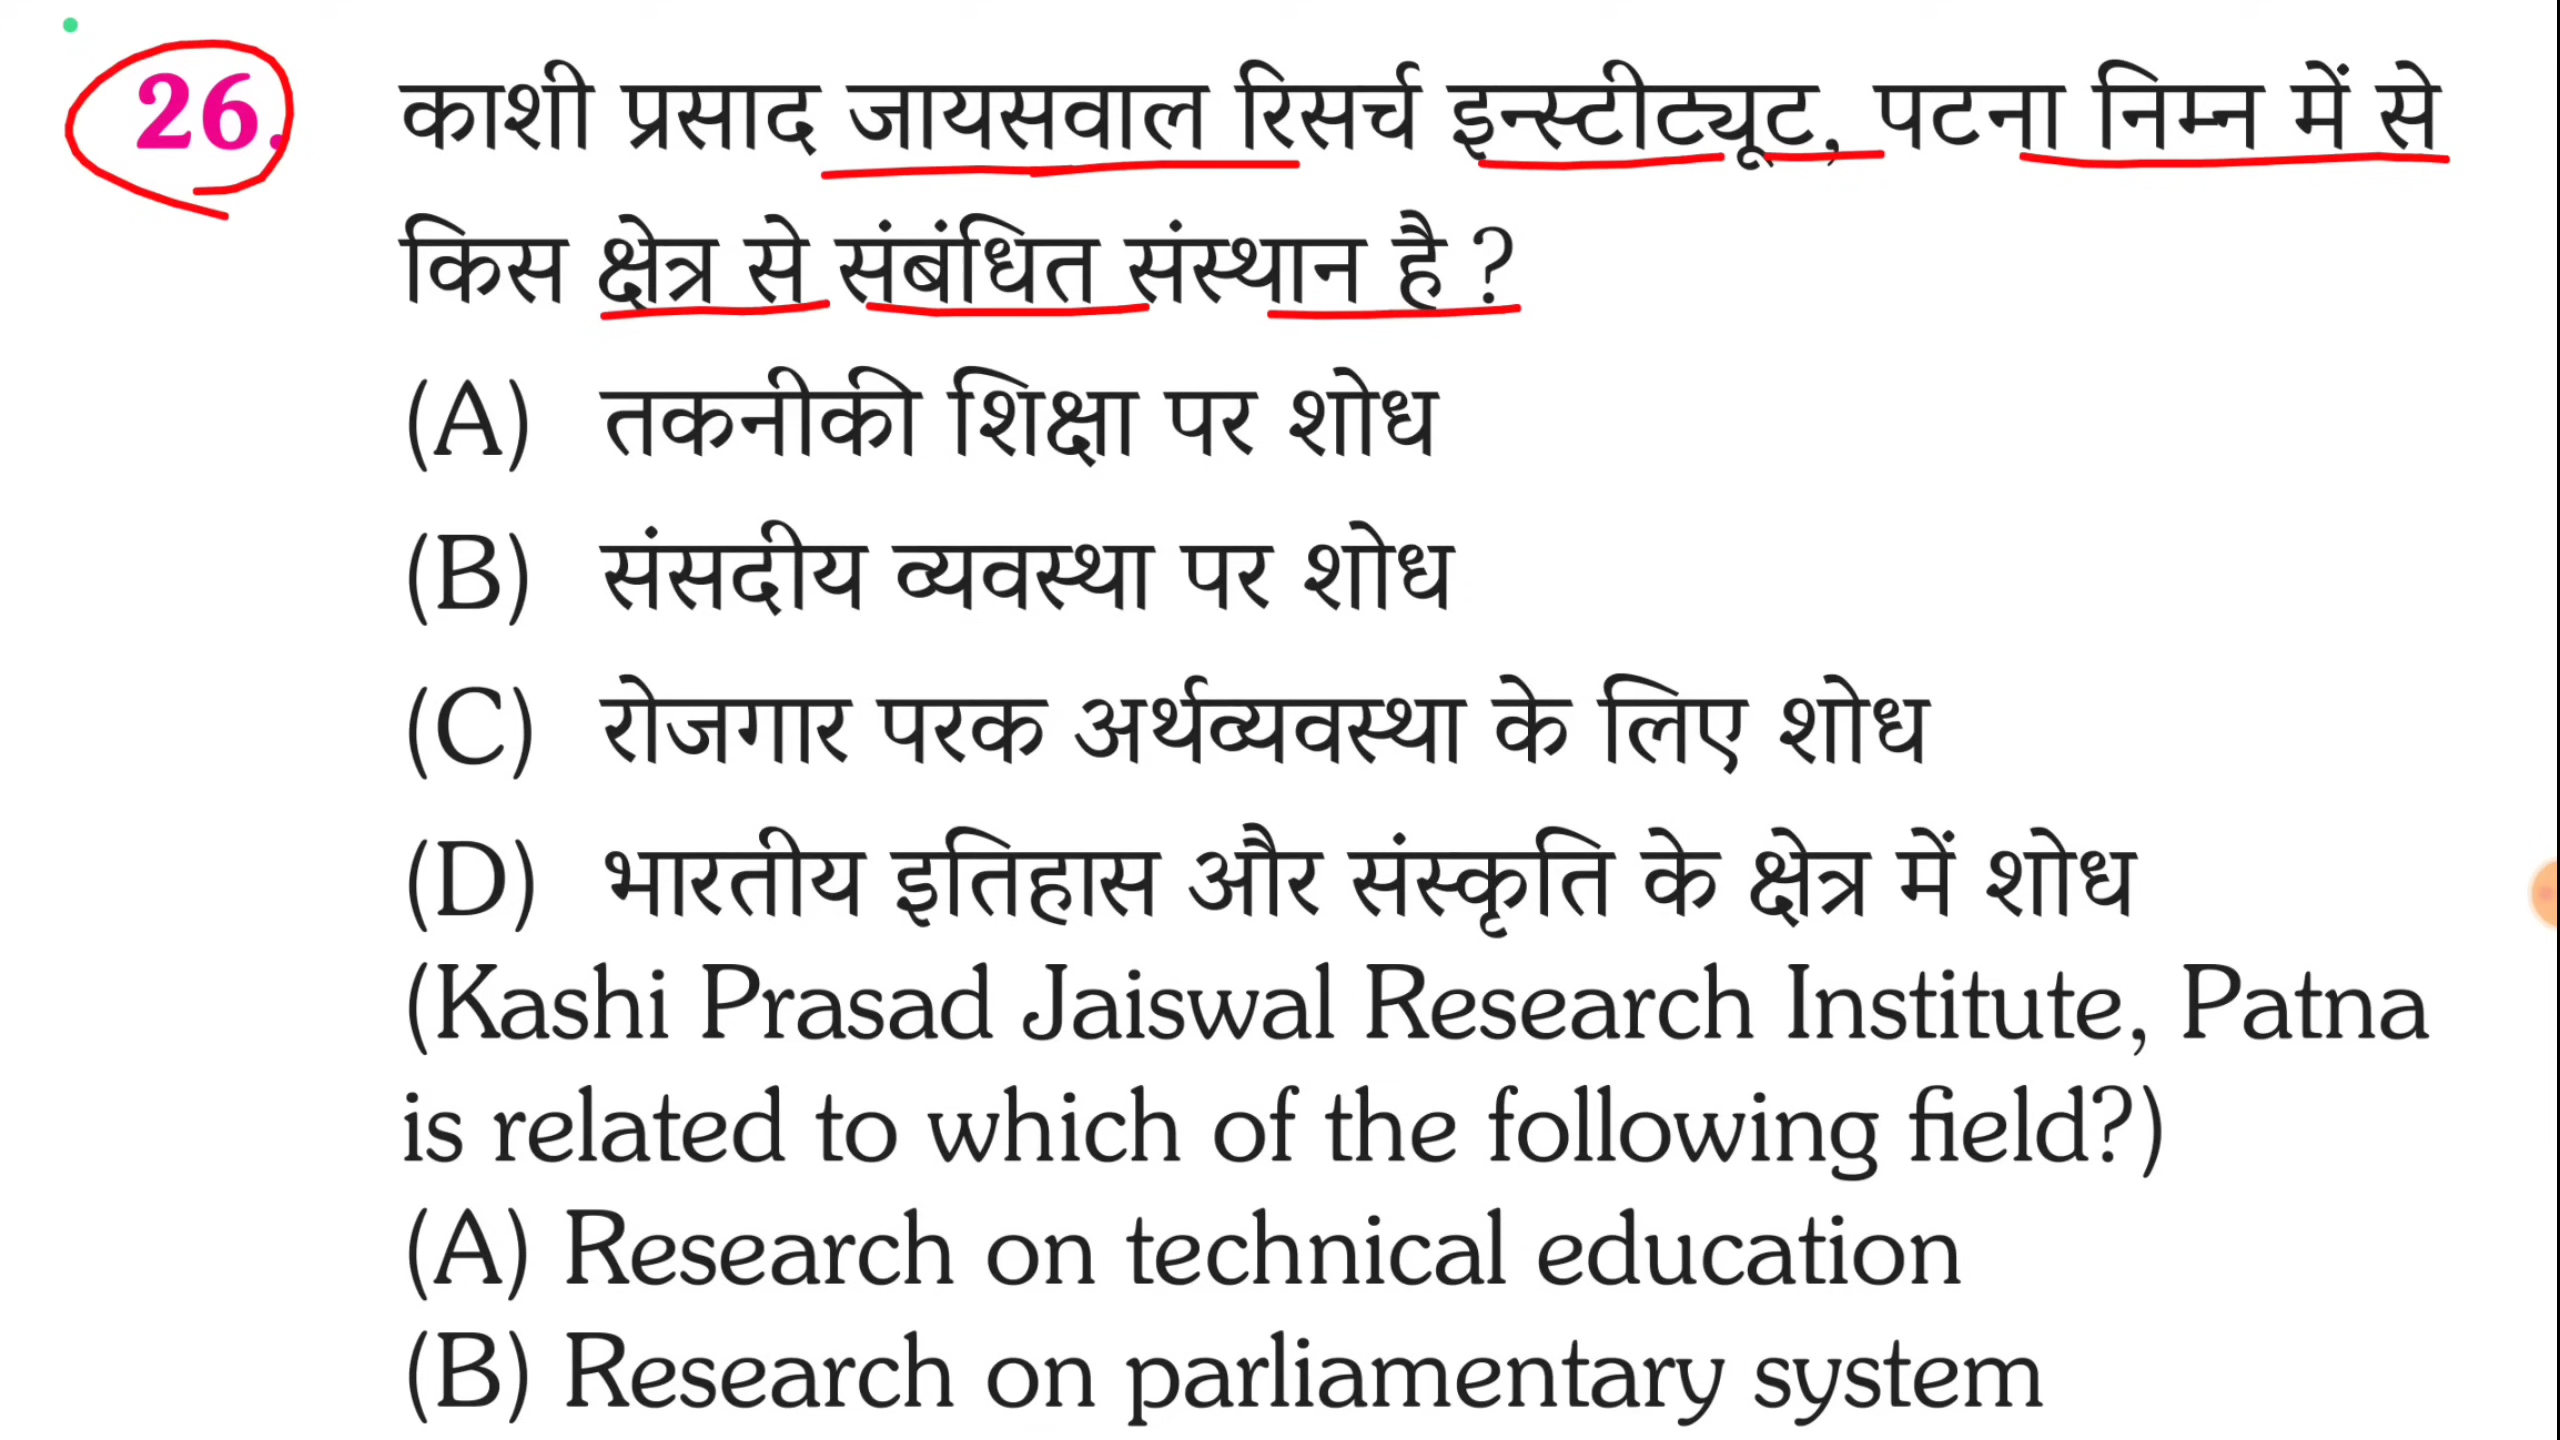 26. काशी प्रसाद जायसवाल रिसर्च इन्स्टीट्यूट, पटना निम्न में से
किस क्षेत्र से संबंधित संस्थान है ?
(A) तकनीकी शिक्षा पर शोध
(B) संसदीय व्यवस्था पर शोध
(C) रोजगार परक अर्थव्यवस्था के लिए शोध
(D) भारतीय इतिहास और संस्कृति के क्षेत्र में शोध
(Kashi Prasad Jaiswal Research Institute, Patna
is related to which of the following field?)
(A) Research on technical education
(B) Research on parliamentary system